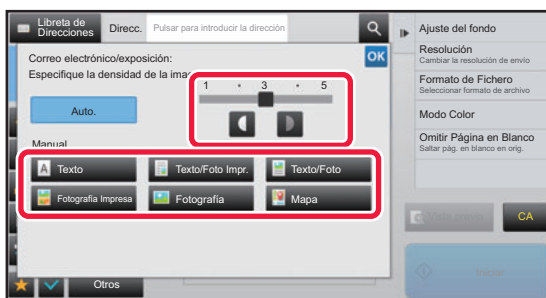 Libreta de
Direcciones
Direcc.
Pulsar para introducir la dirección
Correo electrónico/exposición:
OK
Especifique la densidad de la
1 · 3 · 5
Auto.
Manual
Texto
Texto/Foto Impr.
Texto/Foto
Fotografía Impresa
Fotografía
Mapa
Otros
Ajuste del fondo
Resolución
Cambiar la resolución de envío
Formato de Fichero
Seleccionar formato de archivo
Modo Color
Omitir Página en Blanco
Saltar pág. en blanco en orig.
CA
Iniciar